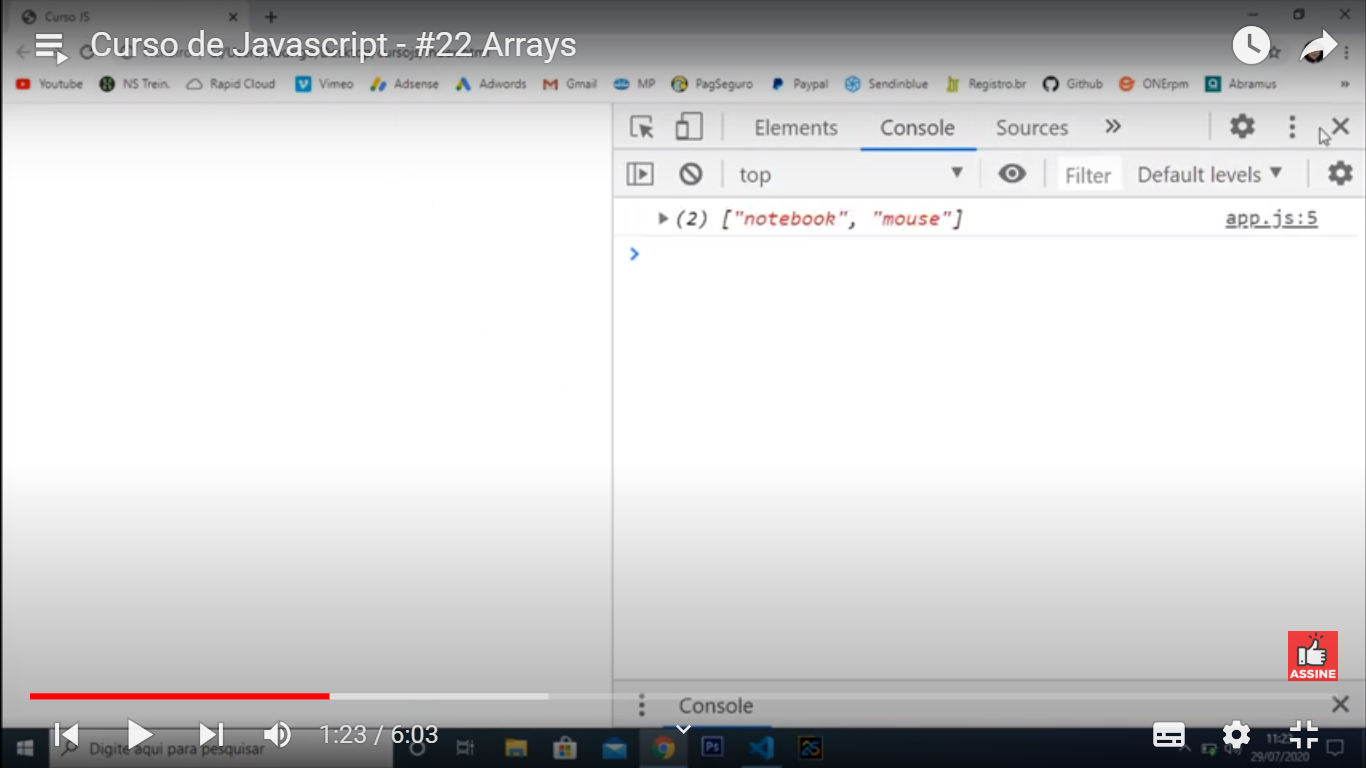 Curso JS
Curso de Javascript - #22 Arrays
Youtube NS Trein. Rapid Cloud Vimeo Adsense Adwords Gmail MP PagSeguro Paypal Sendinblue Registro.br Github ONErpm Abramus »
Elements Console Sources »
top Filter Default levels
(2) ["notebook", "mouse"] app.js:5
ASSINE
Console
1:23 / 6:03
Digite aqui para pesquisar
Ps
29/07/2020